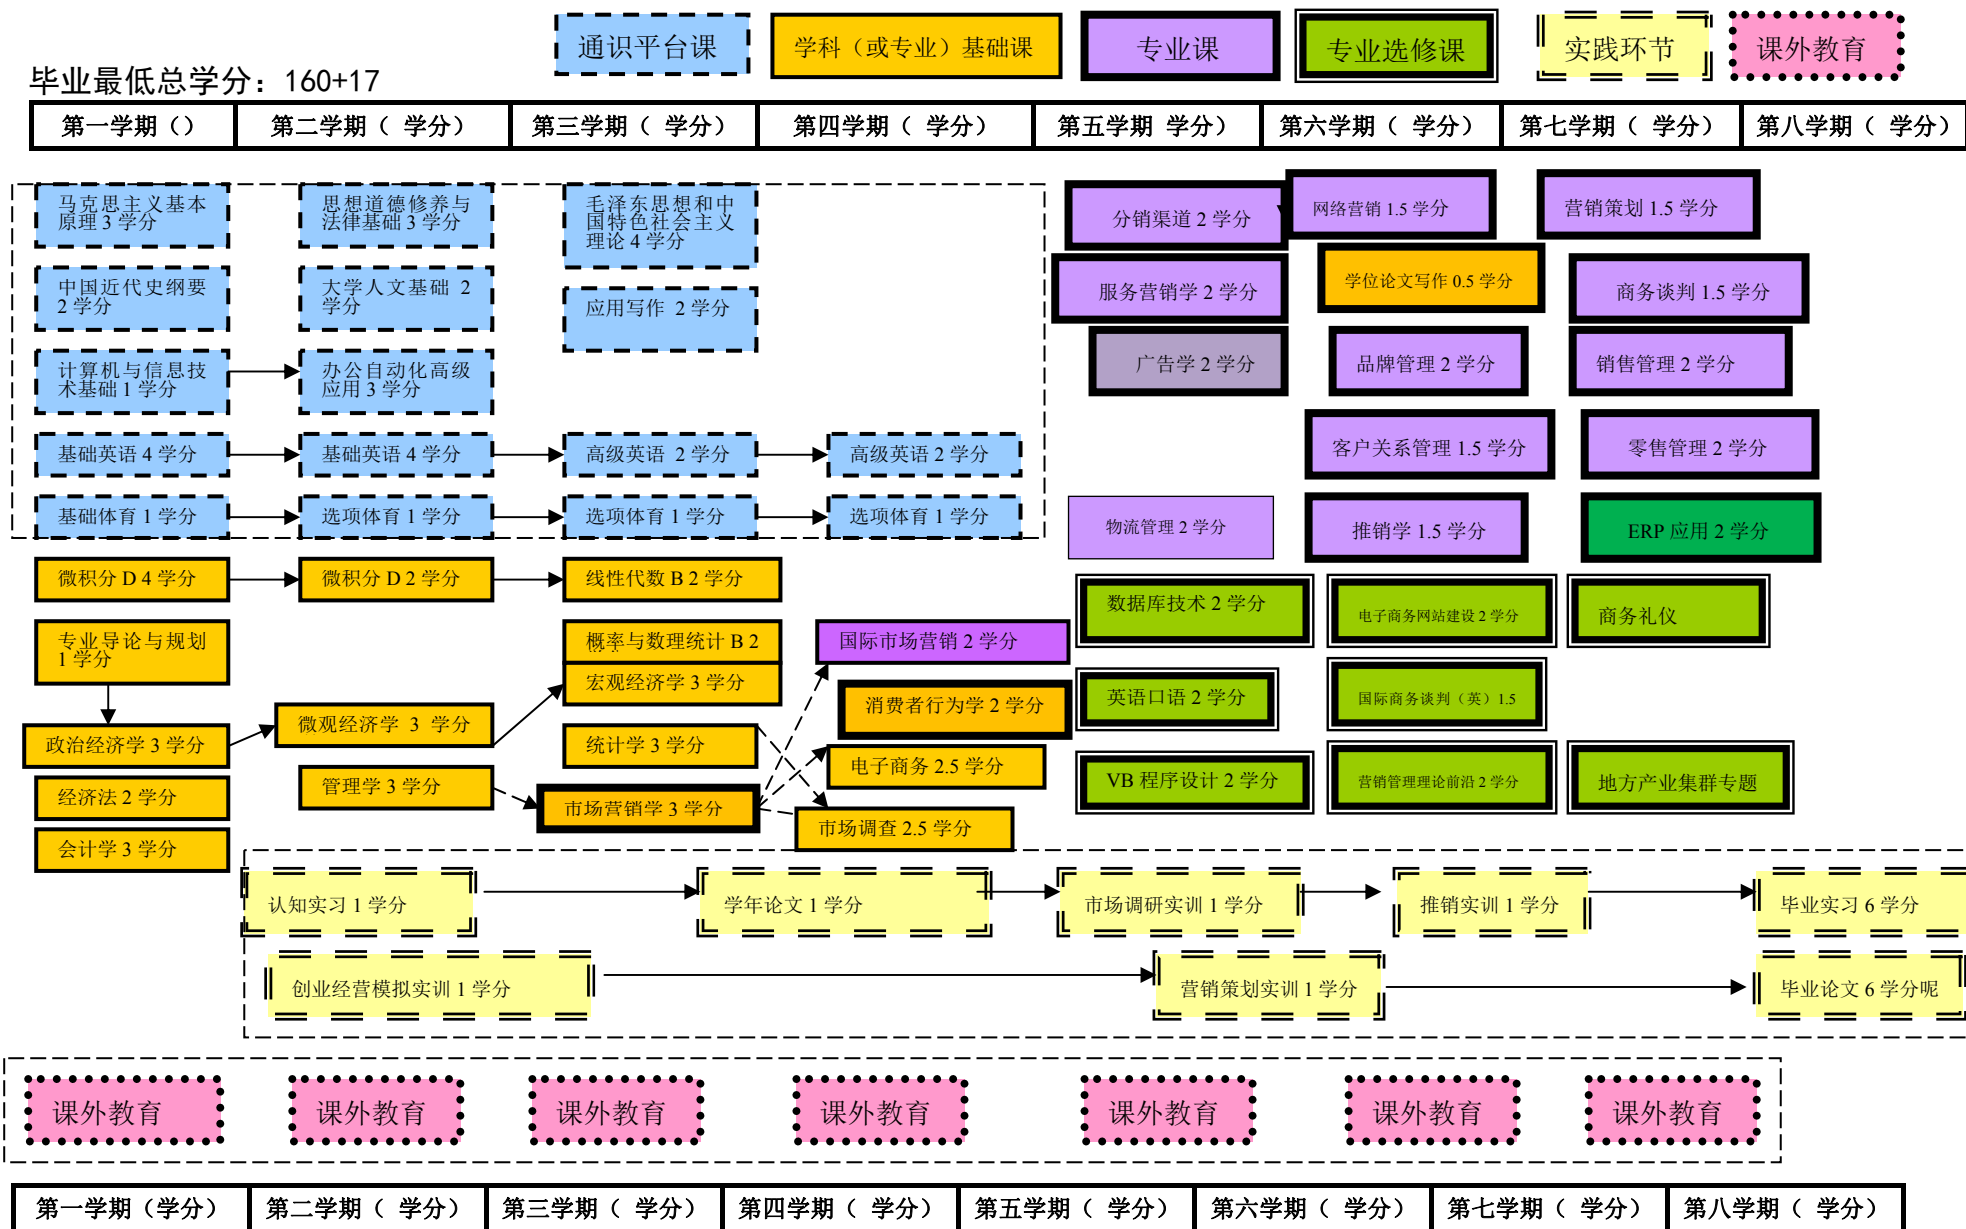 通识平台课
学科（或专业）基础课
专业课
专业选修课
实践环节
课外教育
毕业最低总学分：160+17
第一学期（）
第二学期（ 学分）
第三学期（ 学分）
第四学期（ 学分）
第五学期 学分）
第六学期（ 学分）
第七学期（ 学分）
第八学期（ 学分）
马克思主义基本
原理 3 学分
思想道德修养与
法律基础 3 学分
毛泽东思想和中
国特色社会主义
理论 4 学分
分销渠道 2 学分
网络营销 1.5 学分
营销策划 1.5 学分
中国近代史纲要
2 学分
大学人文基础 2
学分
应用写作 2 学分
服务营销学 2 学分
学位论文写作 0.5 学分
商务谈判 1.5 学分
计算机与信息技
术基础 1 学分
办公自动化高级
应用 3 学分
广告学 2 学分
品牌管理 2 学分
销售管理 2 学分
基础英语 4 学分
基础英语 4 学分
高级英语 2 学分
高级英语 2 学分
客户关系管理 1.5 学分
零售管理 2 学分
基础体育 1 学分
选项体育 1 学分
选项体育 1 学分
选项体育 1 学分
物流管理 2 学分
推销学 1.5 学分
ERP 应用 2 学分
微积分 D 4 学分
微积分 D 2 学分
线性代数 B 2 学分
数据库技术 2 学分
电子商务网站建设 2 学分
商务礼仪
专业导论与规划
1 学分
概率与数理统计 B 2
国际市场营销 2 学分
宏观经济学 3 学分
消费者行为学 2 学分
英语口语 2 学分
国际商务谈判（英）1.5
政治经济学 3 学分
微观经济学 3 学分
统计学 3 学分
电子商务 2.5 学分
经济法 2 学分
管理学 3 学分
市场营销学 3 学分
市场调查 2.5 学分
VB 程序设计 2 学分
营销管理理论前沿 2 学分
地方产业集群专题
会计学 3 学分
认知实习 1 学分
学年论文 1 学分
市场调研实训 1 学分
推销实训 1 学分
毕业实习 6 学分
创业经营模拟实训 1 学分
营销策划实训 1 学分
毕业论文 6 学分呢
课外教育
课外教育
课外教育
课外教育
课外教育
课外教育
课外教育
第一学期（学分）
第二学期（ 学分）
第三学期（ 学分）
第四学期（ 学分）
第五学期（ 学分）
第六学期（ 学分）
第七学期（ 学分）
第八学期（ 学分）